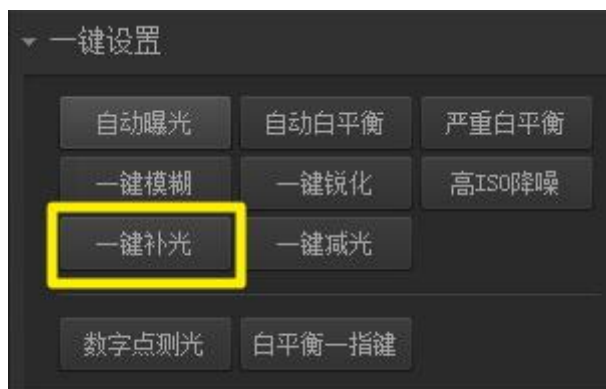 一键设置
自动曝光 自动白平衡 严重白平衡
一键模糊 一键锐化 高ISO降噪
一键补光 一键减光
数字点测光 白平衡一指键